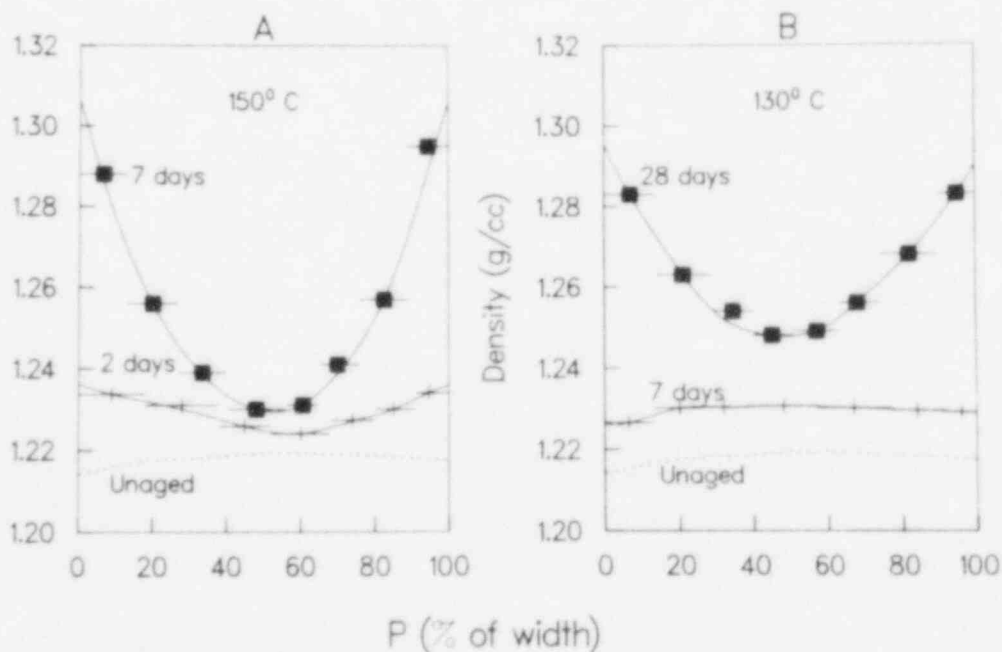 A
1.32
1.30
1.28
1.26
1.24
1.22
1.20
150° C
7 days
2 days
Unaged
0 20 40 60 80 100
B
Density (g/cc)
1.32
1.30
1.28
1.26
1.24
1.22
1.20
130° C
28 days
7 days
Unaged
0 20 40 60 80 100
P (% of width)